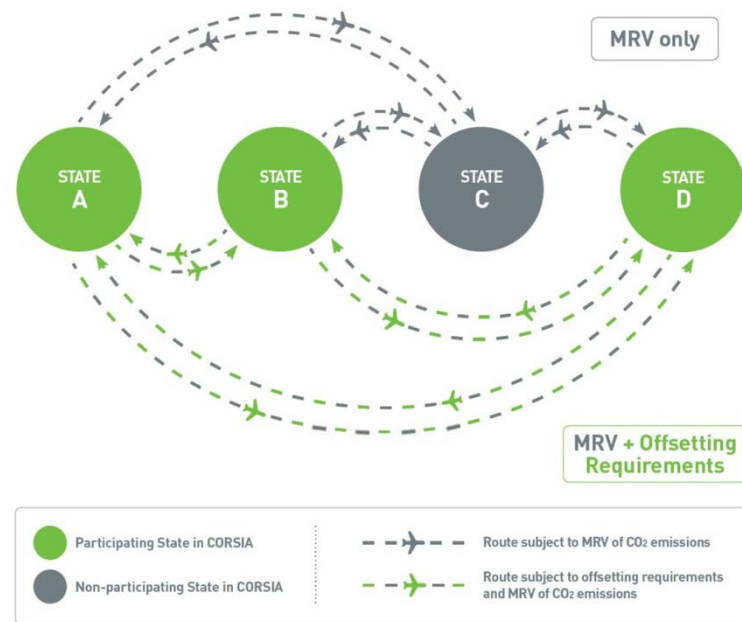 MRV only
STATE
A
STATE
B
STATE
C
STATE
D
MRV + Offsetting
Requirements
Participating State in CORSIA
Non-participating State in CORSIA
Route subject to MRV of CO₂ emissions
Route subject to offsetting requirements
and MRV of CO₂ emissions